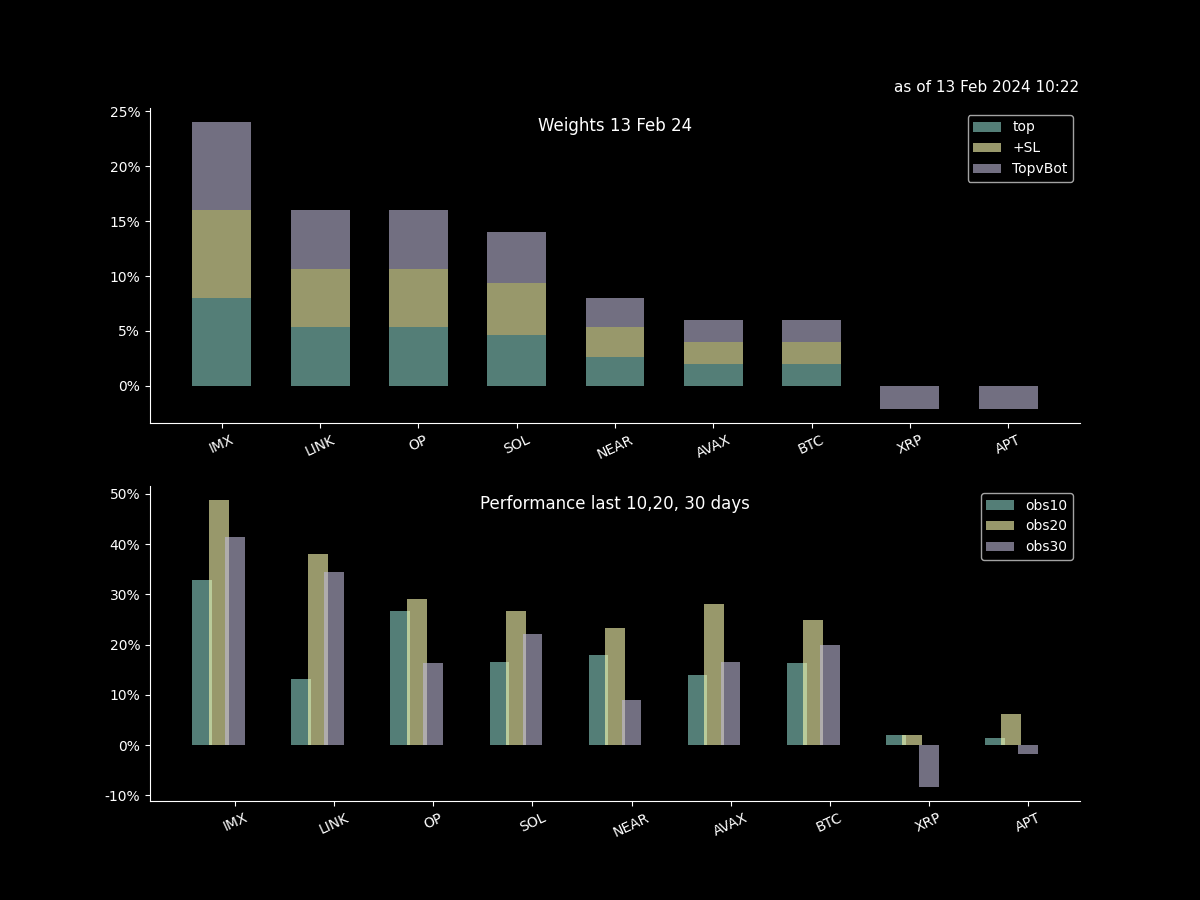 as of 13 Feb 2024 10:22
Weights 13 Feb 24
top
+SL
TopvBot
25%
20%
15%
10%
5%
0%
IMX
LINK
OP
SOL
NEAR
AVAX
BTC
XRP
APT
Performance last 10,20, 30 days
obs10
obs20
obs30
50%
40%
30%
20%
10%
0%
-10%
IMX
LINK
OP
SOL
NEAR
AVAX
BTC
XRP
APT